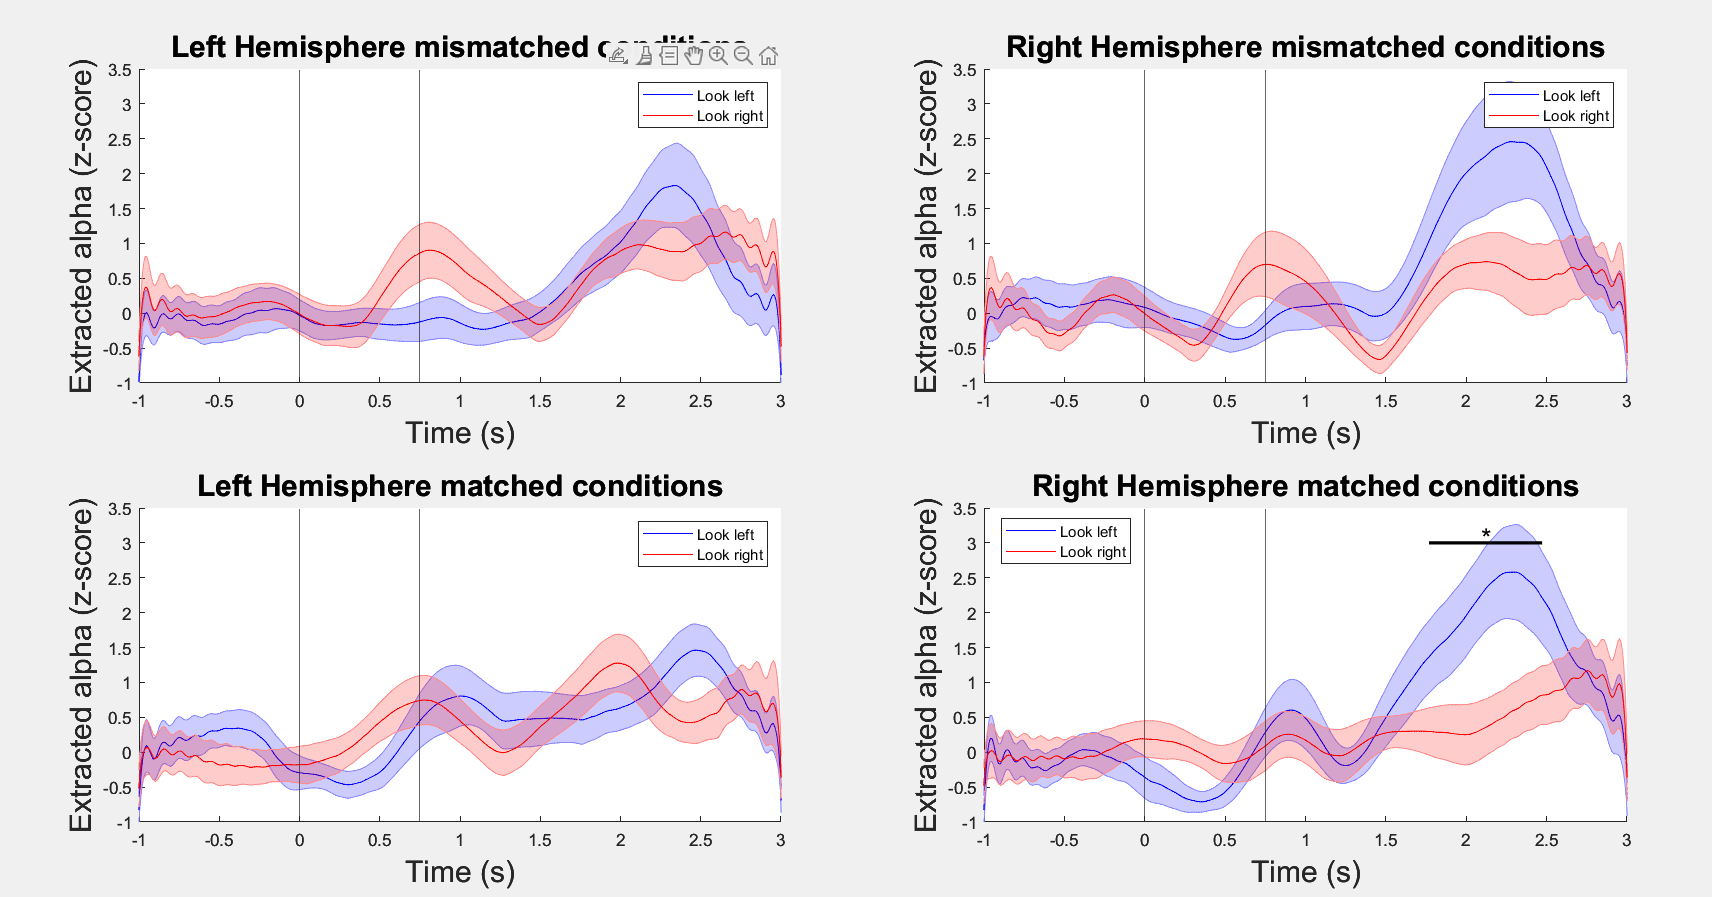 Left Hemisphere mismatched conditions
Extracted alpha (z-score)
3.5
3
2.5
2
1.5
1
0.5
0
-0.5
-1
Look left
Look right
-1 -0.5 0 0.5 1 1.5 2 2.5 3
Time (s)
Right Hemisphere mismatched conditions
Extracted alpha (z-score)
3.5
3
2.5
2
1.5
1
0.5
0
-0.5
-1
Look left
Look right
-1 -0.5 0 0.5 1 1.5 2 2.5 3
Time (s)
Left Hemisphere matched conditions
Extracted alpha (z-score)
3.5
3
2.5
2
1.5
1
0.5
0
-0.5
-1
Look left
Look right
-1 -0.5 0 0.5 1 1.5 2 2.5 3
Time (s)
Right Hemisphere matched conditions
Extracted alpha (z-score)
3.5
3
2.5
2
1.5
1
0.5
0
-0.5
-1
Look left
Look right
*
-1 -0.5 0 0.5 1 1.5 2 2.5 3
Time (s)